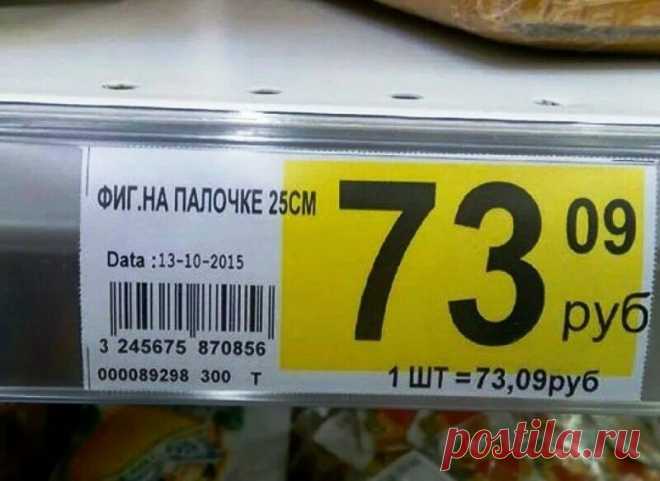 ФИГ.НА ПАЛОЧКЕ 25СМ
73 09
руб
Data :13-10-2015
3 245675 870856
000089298 300 Т
1 ШТ =73,09руб
postila.ru